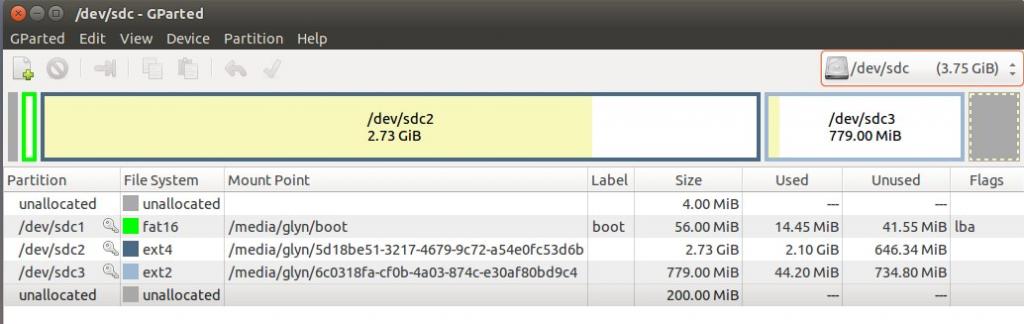 /dev/sdc - GParted
GParted Edit View Device Partition Help
/dev/sdc (3.75 GiB)
/dev/sdc2
2.73 GiB
/dev/sdc3
779.00 MiB
Partition File System Mount Point Label Size Used Unused Flags
unallocated unallocated 4.00 MiB --- ---
/dev/sdc1 fat16 /media/glyn/boot boot 56.00 MiB 14.45 MiB 41.55 MiB lba
/dev/sdc2 ext4 /media/glyn/5d18be51-3217-4679-9c72-a54e0fc53d6b 2.73 GiB 2.10 GiB 646.34 MiB
/dev/sdc3 ext2 /media/glyn/6c0318fa-cf0b-4a03-874c-e30af80bd9c4 779.00 MiB 44.20 MiB 734.80 MiB
unallocated unallocated 200.00 MiB --- ---